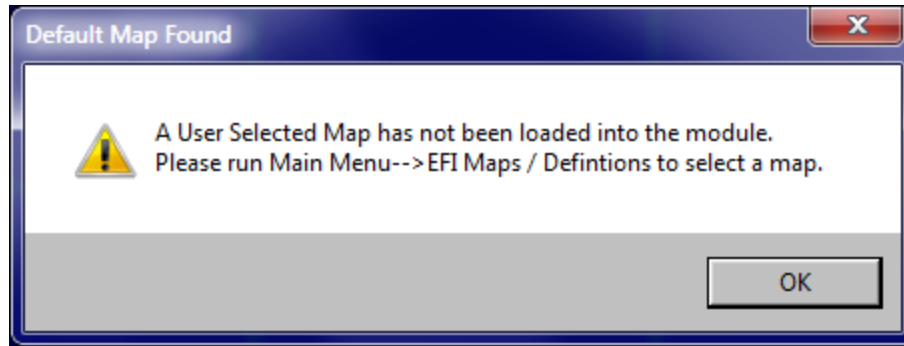 Default Map Found
A User Selected Map has not been loaded into the module.
Please run Main Menu-->EFI Maps / Defintions to select a map.
OK